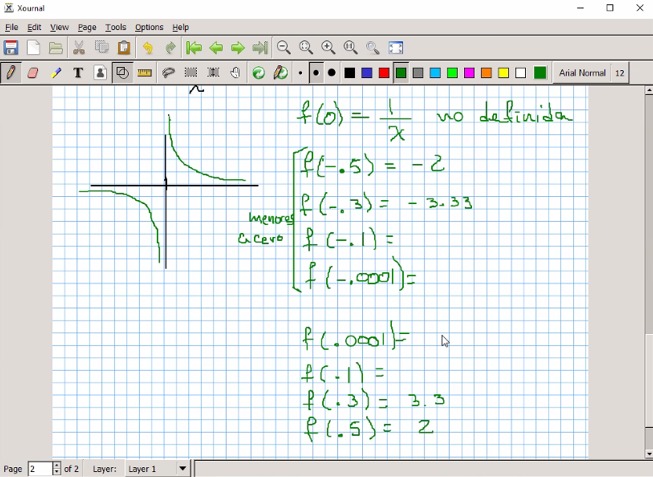 Xournal
File Edit View Page Tools Options Help
Arial Normal 12
x
f(0) = 1/x no definida
f(-.5) = -2
f(-.3) = -3.33
menores a cero
f(-.1) =
f(-.0001)=
f(.0001)=
f(.1) =
f(.3) = 3.3
f(.5) = 2
Page 2 of 2 Layer: Layer 1